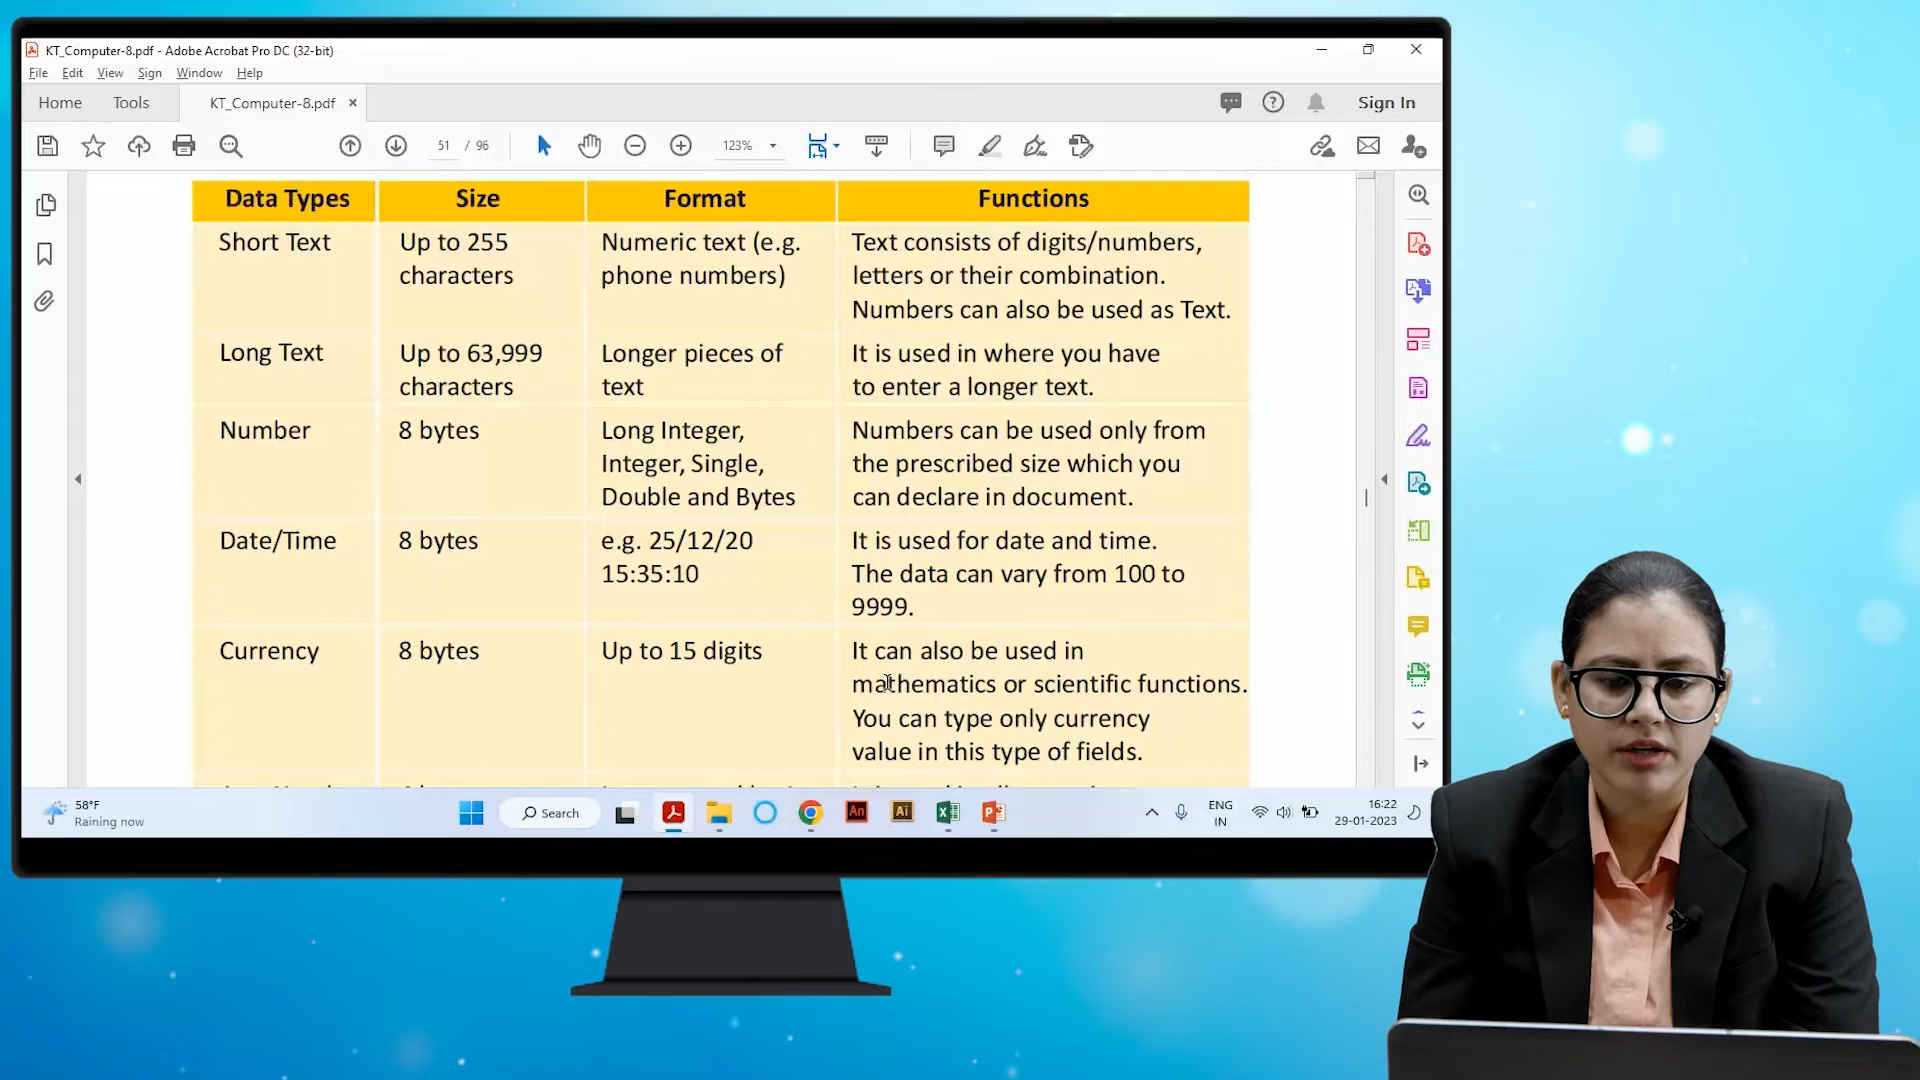 KT_Computer-8.pdf - Adobe Acrobat Pro DC (32-bit)
File Edit View Sign Window Help
Home Tools KT_Computer-8.pdf × Sign In
51 / 96 123%
Data Types Size Format Functions
Short Text Up to 255 characters Numeric text (e.g. phone numbers) Text consists of digits/numbers,
letters or their combination.
Numbers can also be used as Text.
Long Text Up to 63,999 characters Longer pieces of text It is used in where you have
to enter a longer text.
Number 8 bytes Long Integer, Integer, Single, Double and Bytes Numbers can be used only from
the prescribed size which you
can declare in document.
Date/Time 8 bytes e.g. 25/12/20 15:35:10 It is used for date and time.
The data can vary from 100 to
9999.
Currency 8 bytes Up to 15 digits It can also be used in
mathematics or scientific functions.
You can type only currency
value in this type of fields.
58°F
Raining now
Search
An Ai
ENG
IN
16:22
29-01-2023